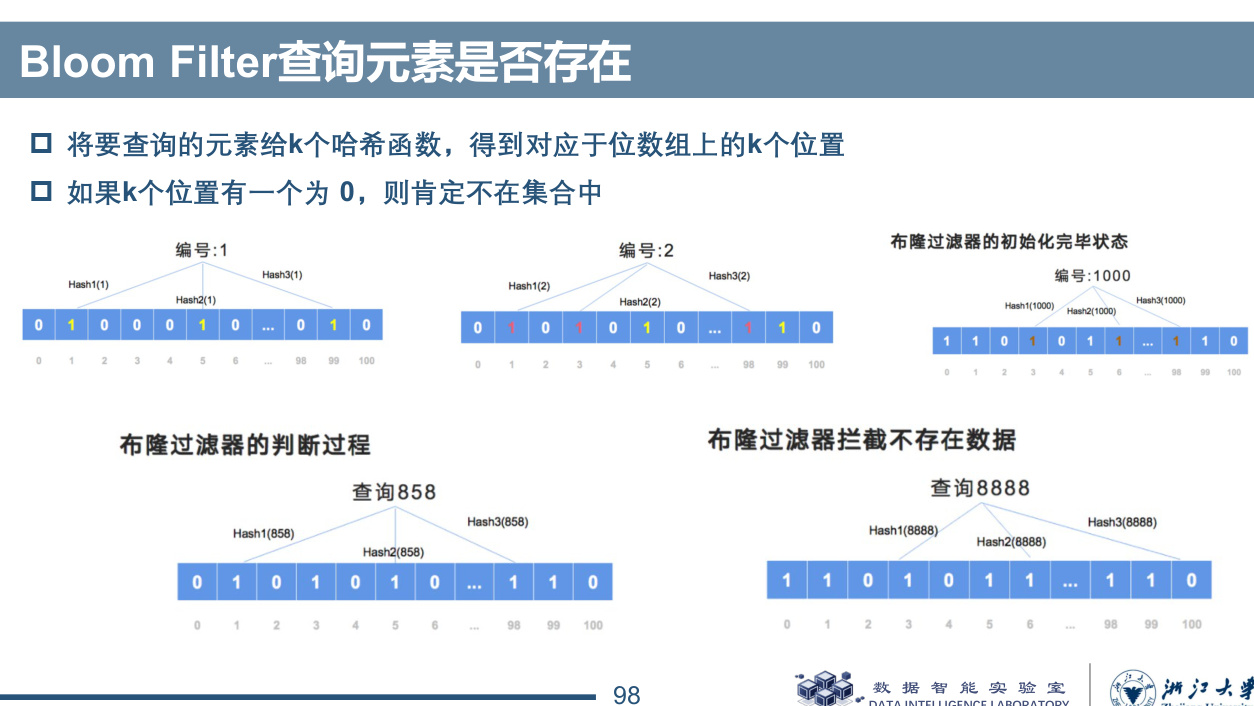 Bloom Filter查询元素是否存在
将要查询的元素给k个哈希函数，得到对应于位数组上的k个位置
如果k个位置有一个为 0，则肯定不在集合中
编号:1
Hash1(1)
Hash2(1)
Hash3(1)
0 1 0 0 0 1 0 ... 0 1 0
0 1 2 3 4 5 6 ... 98 99 100
编号:2
Hash1(2)
Hash2(2)
Hash3(2)
0 1 0 1 0 1 0 ... 1 1 0
0 1 2 3 4 5 6 ... 98 99 100
布隆过滤器的初始化完毕状态
编号:1000
Hash1(1000)
Hash2(1000)
Hash3(1000)
1 1 0 1 0 1 1 ... 1 1 0
0 1 2 3 4 5 6 ... 98 99 100
布隆过滤器的判断过程
查询858
Hash1(858)
Hash2(858)
Hash3(858)
0 1 0 1 0 1 0 ... 1 1 0
0 1 2 3 4 5 6 ... 98 99 100
布隆过滤器拦截不存在数据
查询8888
Hash1(8888)
Hash2(8888)
Hash3(8888)
1 1 0 1 0 1 1 ... 1 1 0
0 1 2 3 4 5 6 ... 98 99 100
98
数据智能实验室
DATA INTELLIGENCE LABORATORY
浙江大学